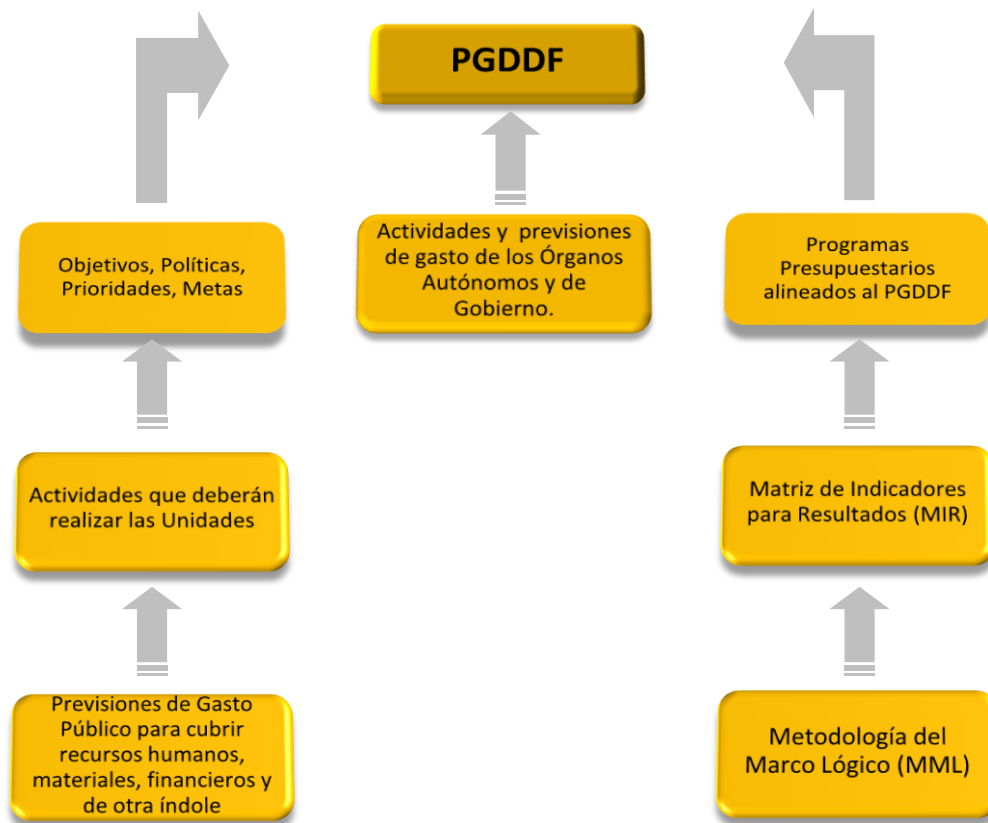 PGDDF
Objetivos, Políticas,
Prioridades, Metas
Actividades y previsiones
de gasto de los Órganos
Autónomos y de
Gobierno.
Programas
Presupuestarios
alineados al PGDDF
Actividades que deberán
realizar las Unidades
Matriz de Indicadores
para Resultados (MIR)
Previsiones de Gasto
Público para cubrir
recursos humanos,
materiales, financieros y
de otra índole
Metodología del
Marco Lógico (MML)